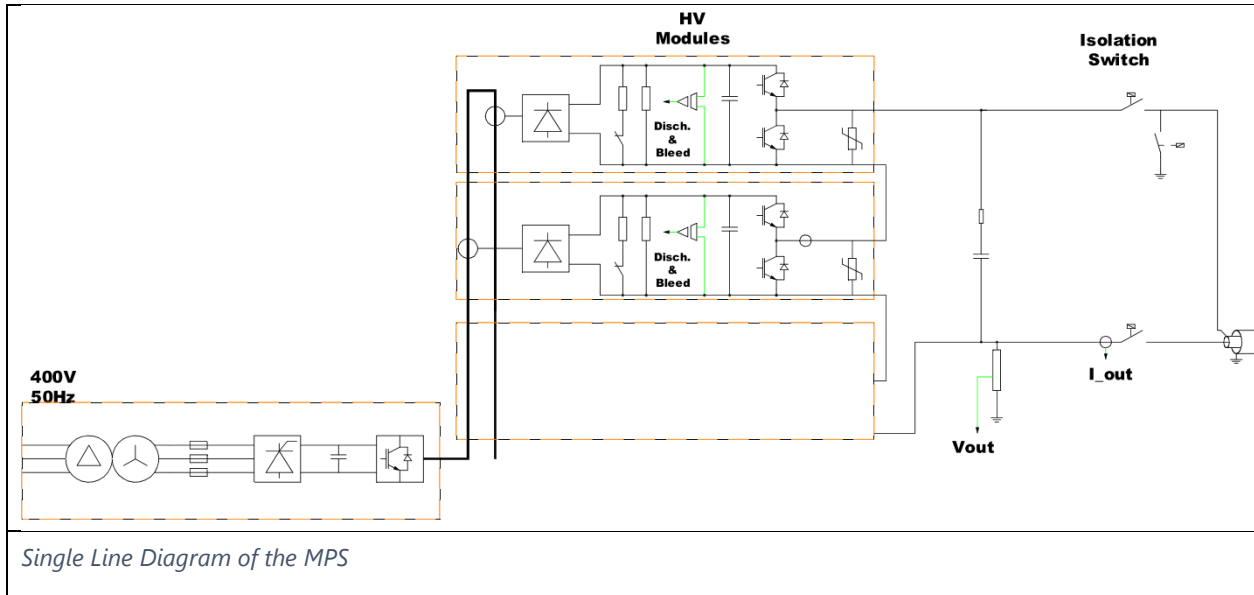 HV
Modules
Isolation
Switch
Disch.
&
Bleed
Disch.
&
Bleed
I_out
400V
50Hz
Vout
Single Line Diagram of the MPS